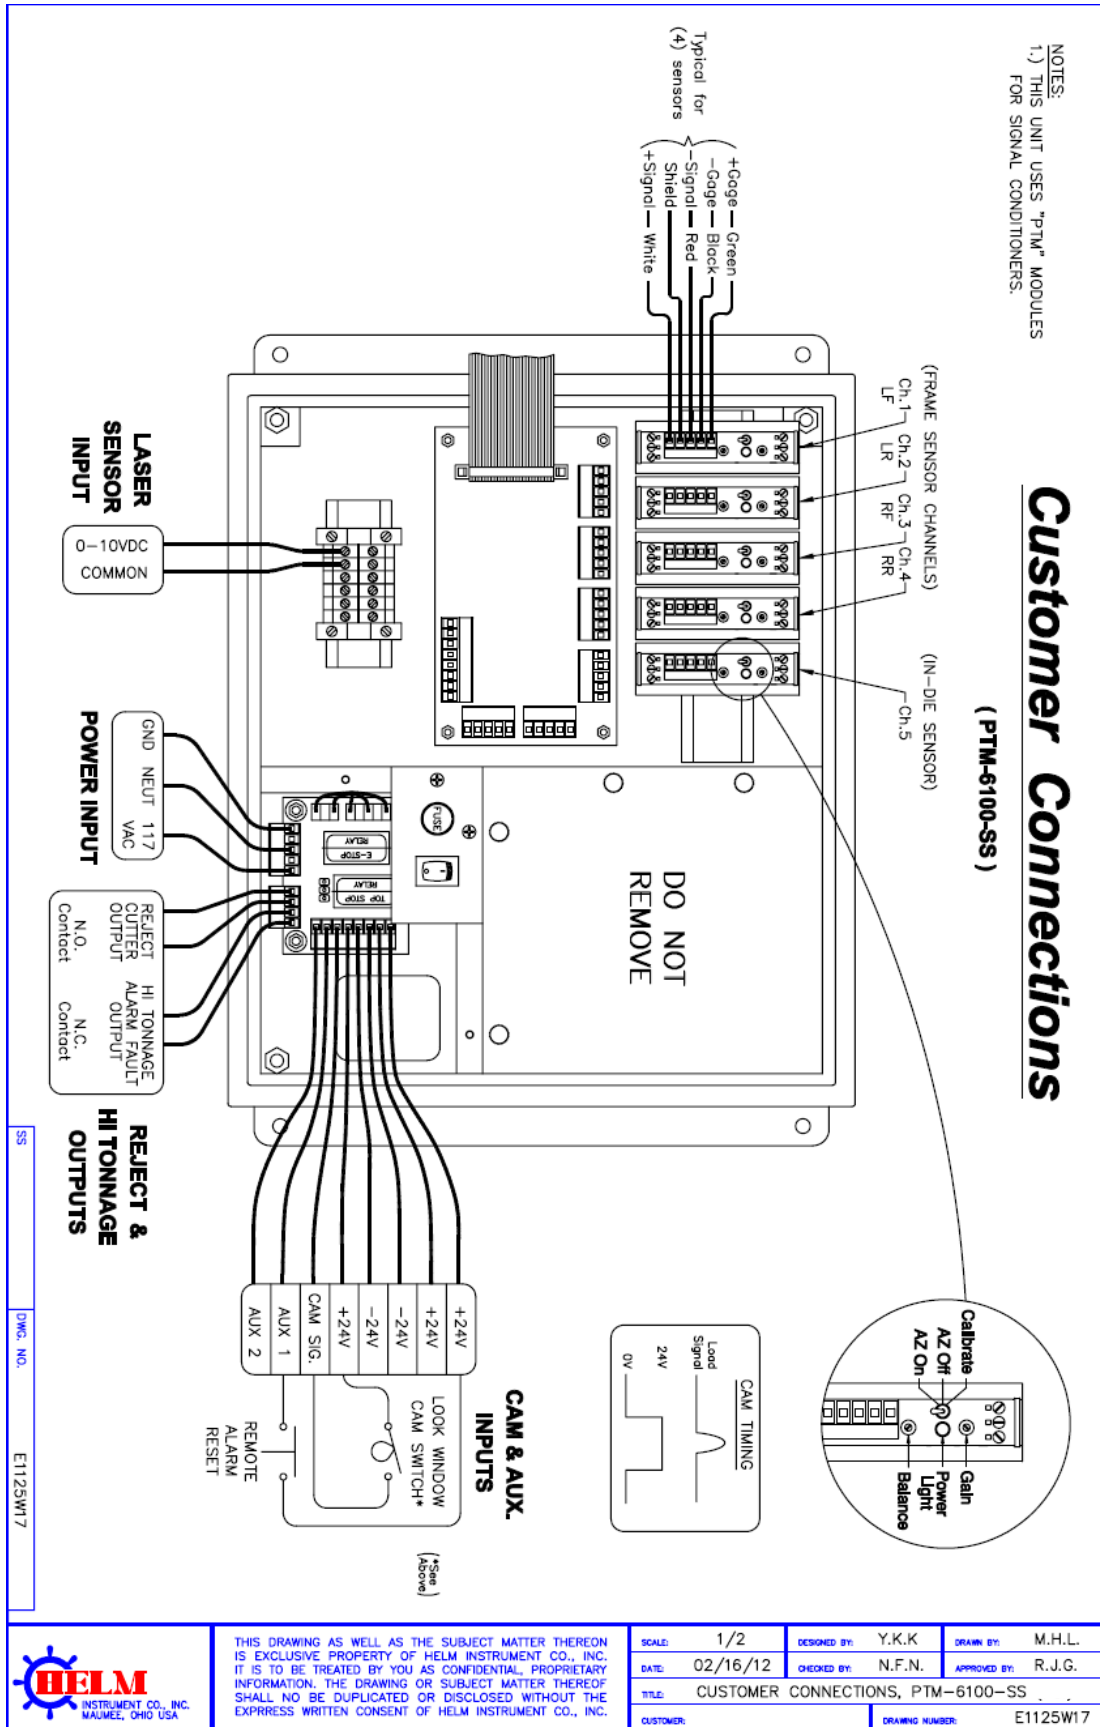 Customer Connections
(PTM-6100-SS)
NOTES:
1.) THIS UNIT USES "PTM" MODULES
FOR SIGNAL CONDITIONERS.
Typical for
(4) sensors
+Gage Green
-Gage Black
-Signal Red
Shield
+Signal White
(FRAME SENSOR CHANNELS)
Ch.1 Ch.2 Ch.3 Ch.4
LF LR RF RR
(IN-DIE SENSOR)
Ch.5
Calibrate
AZ Off
AZ On
Gain
Power
Light
Balance
LASER
SENSOR
INPUT
0-10VDC
COMMON
POWER INPUT
GND NEUT 117
VAC
FUSE
E-STOP
RELAY
TOP STOP
RELAY
DO NOT
REMOVE
REJECT
CUTTER
OUTPUT
N.O.
Contact
HI TONNAGE
ALARM FAULT
OUTPUT
N.C.
Contact
REJECT &
HI TONNAGE
OUTPUTS
CAM TIMING
Load
Signal
24V
0V
CAM & AUX.
INPUTS
+24V
+24V
-24V
-24V
+24V
CAM SIG.
AUX 1
AUX 2
LOOK WINDOW
CAM SWITCH*
(*See
Above)
REMOTE
ALARM
RESET
SS
DWG. NO.
E1125W17
HELM
INSTRUMENT CO., INC.
MAUMEE, OHIO USA
THIS DRAWING AS WELL AS THE SUBJECT MATTER THEREON
IS EXCLUSIVE PROPERTY OF HELM INSTRUMENT CO., INC.
IT IS TO BE TREATED BY YOU AS CONFIDENTIAL, PROPRIETARY
INFORMATION. THE DRAWING OR SUBJECT MATTER THEREOF
SHALL NO BE DUPLICATED OR DISCLOSED WITHOUT THE
EXPRRESS WRITTEN CONSENT OF HELM INSTRUMENT CO., INC.
SCALE: 1/2 DESIGNED BY: Y.K.K DRAWN BY: M.H.L.
DATE: 02/16/12 CHECKED BY: N.F.N. APPROVED BY: R.J.G.
TITLE: CUSTOMER CONNECTIONS, PTM-6100-SS
CUSTOMER: DRAWING NUMBER: E1125W17